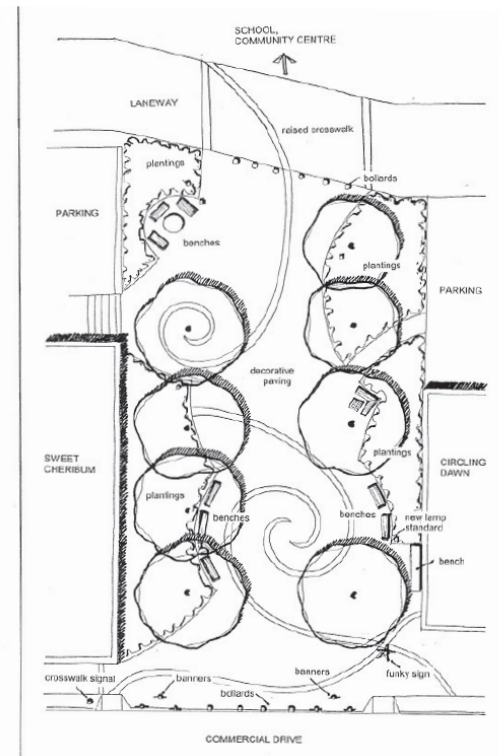 SCHOOL,
COMMUNITY CENTRE
LANEWAY
raised crosswalk
plantings
bollards
PARKING
benches
plantings
PARKING
decorative
paving
SWEET
CHERIBUM
plantings
CIRCLING
DAWN
plantings
benches
benches
new lamp
standard
bench
crosswalk signal
banners
bollards
banners
funky sign
COMMERCIAL DRIVE